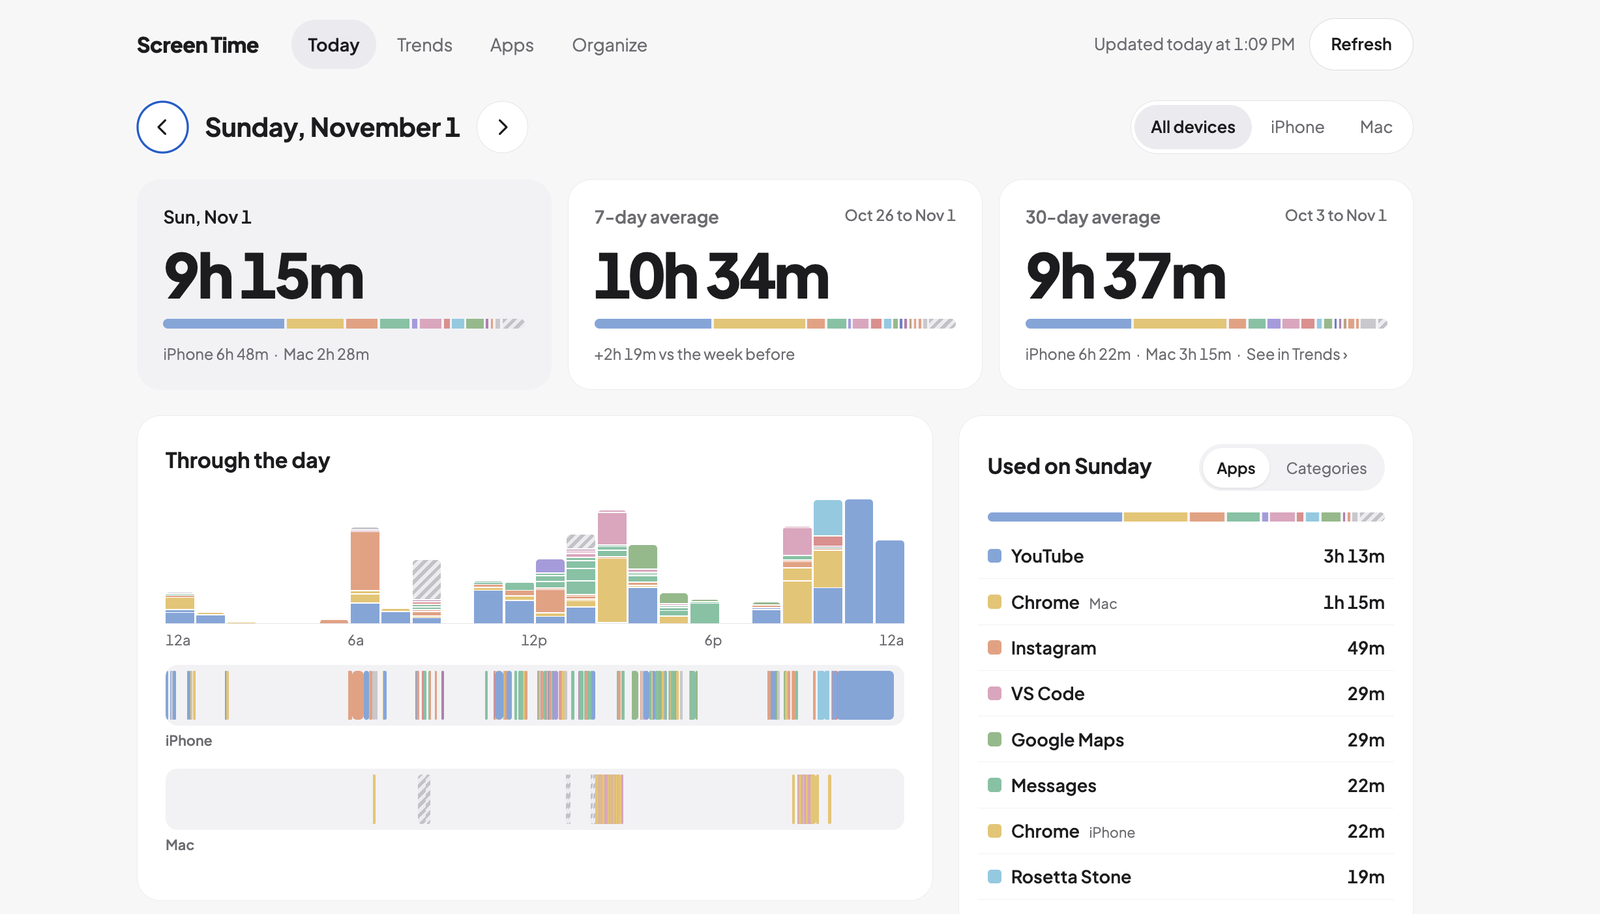 Screen Time
Today
Trends
Apps
Organize
Updated today at 1:09 PM
Refresh
Sunday, November 1
All devices
iPhone
Mac
Sun, Nov 1
9h 15m
iPhone 6h 48m · Mac 2h 28m
7-day average
Oct 26 to Nov 1
10h 34m
+2h 19m vs the week before
30-day average
Oct 3 to Nov 1
9h 37m
iPhone 6h 22m · Mac 3h 15m · See in Trends ›
Through the day
12a
6a
12p
6p
12a
iPhone
Mac
Used on Sunday
Apps
Categories
YouTube 3h 13m
Chrome Mac 1h 15m
Instagram 49m
VS Code 29m
Google Maps 29m
Messages 22m
Chrome iPhone 22m
Rosetta Stone 19m